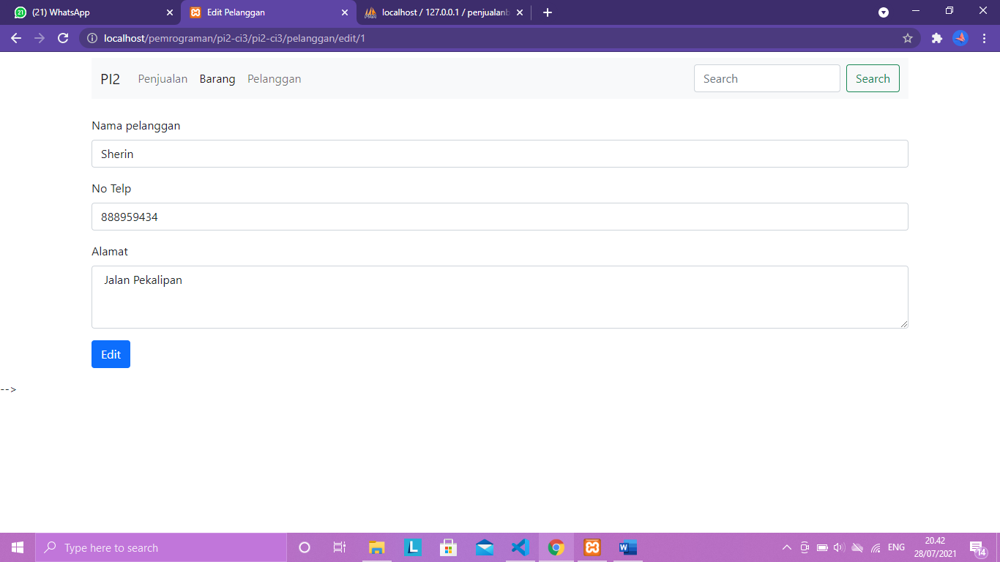 (21) WhatsApp
Edit Pelanggan
localhost / 127.0.0.1 / penjualanb
localhost/pemrograman/pi2-ci3/pi2-ci3/pelanggan/edit/1
PI2 Penjualan Barang Pelanggan Search Search
Nama pelanggan
Sherin
No Telp
888959434
Alamat
Jalan Pekalipan
Edit
-->
Type here to search
L
W
ENG
20.42
28/07/2021
14